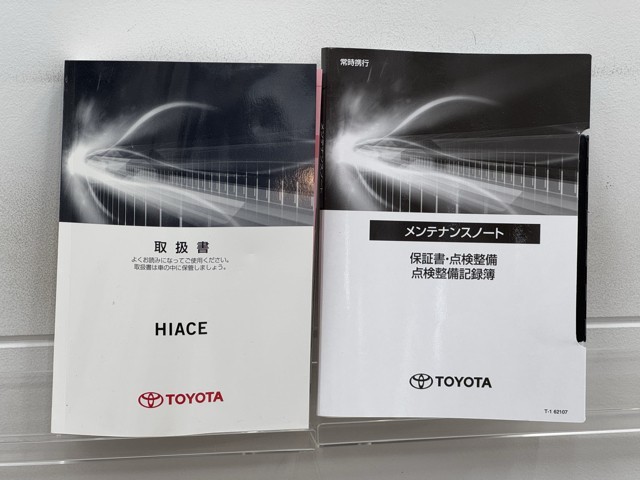 取扱書
よくお読みになってご使用ください。
取扱書は車の中に保管しましょう。
HIACE
TOYOTA
常時携行
メンテナンスノート
保証書・点検整備
点検整備記録簿
TOYOTA
T-1 62107